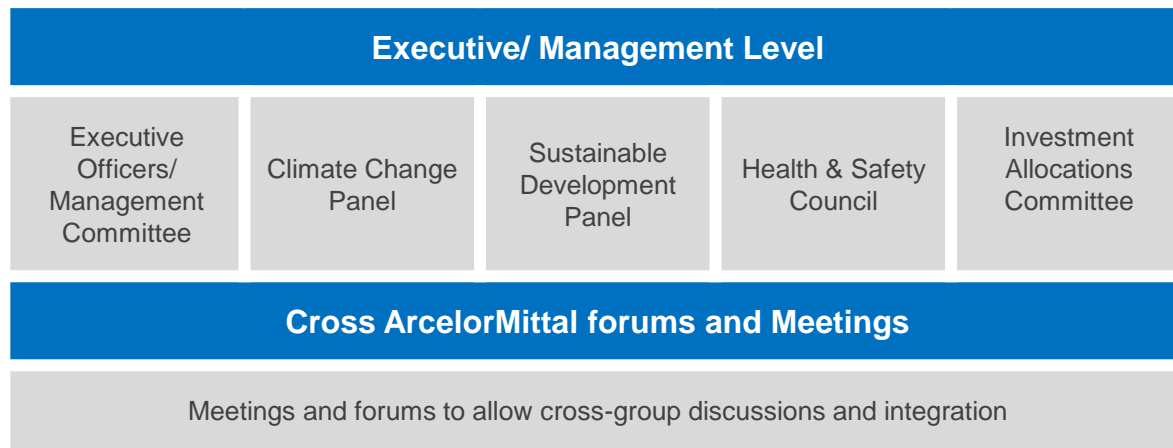 Executive/ Management Level
Executive
Officers/
Management
Committee
Climate Change
Panel
Sustainable
Development
Panel
Health & Safety
Council
Investment
Allocations
Committee
Cross ArcelorMittal forums and Meetings
Meetings and forums to allow cross-group discussions and integration